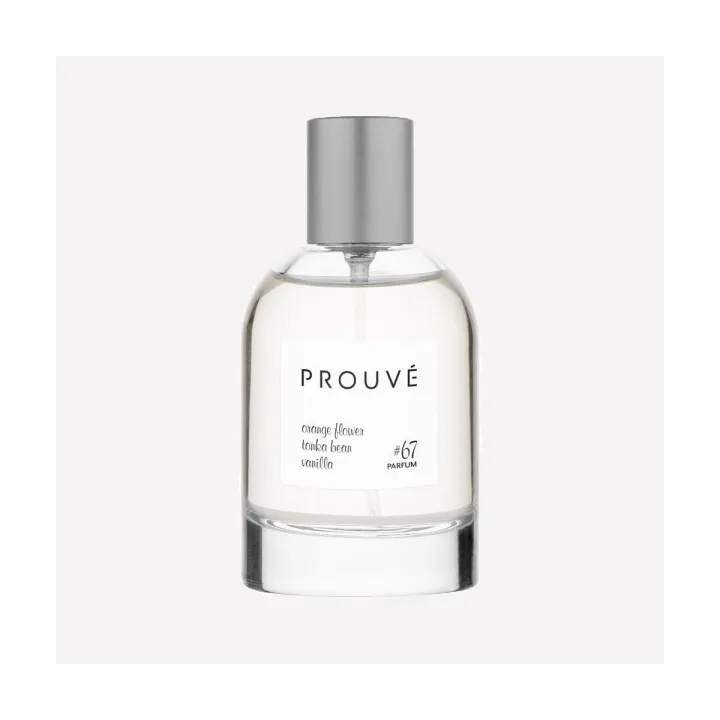 PROUVÉ
orange flower
tonka bean
vanilla
#67
PARFUM